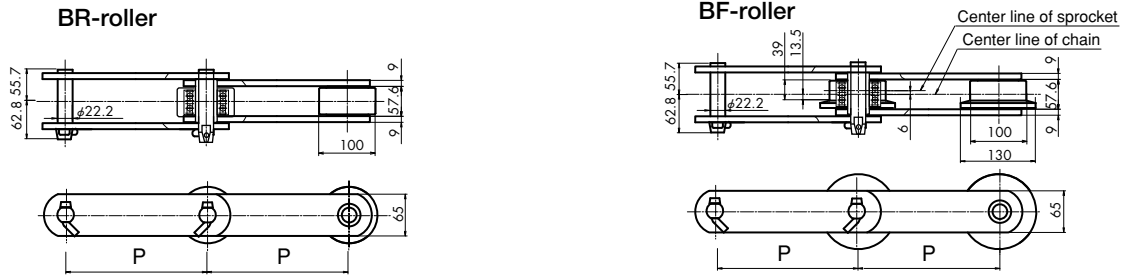 BR-roller
55.7
62.8
φ22.2
9
57.6
9
100
65
P
P
BF-roller
Center line of sprocket
Center line of chain
39
13.5
55.7
62.8
φ22.2
9
57.6
9
6
100
130
65
P
P